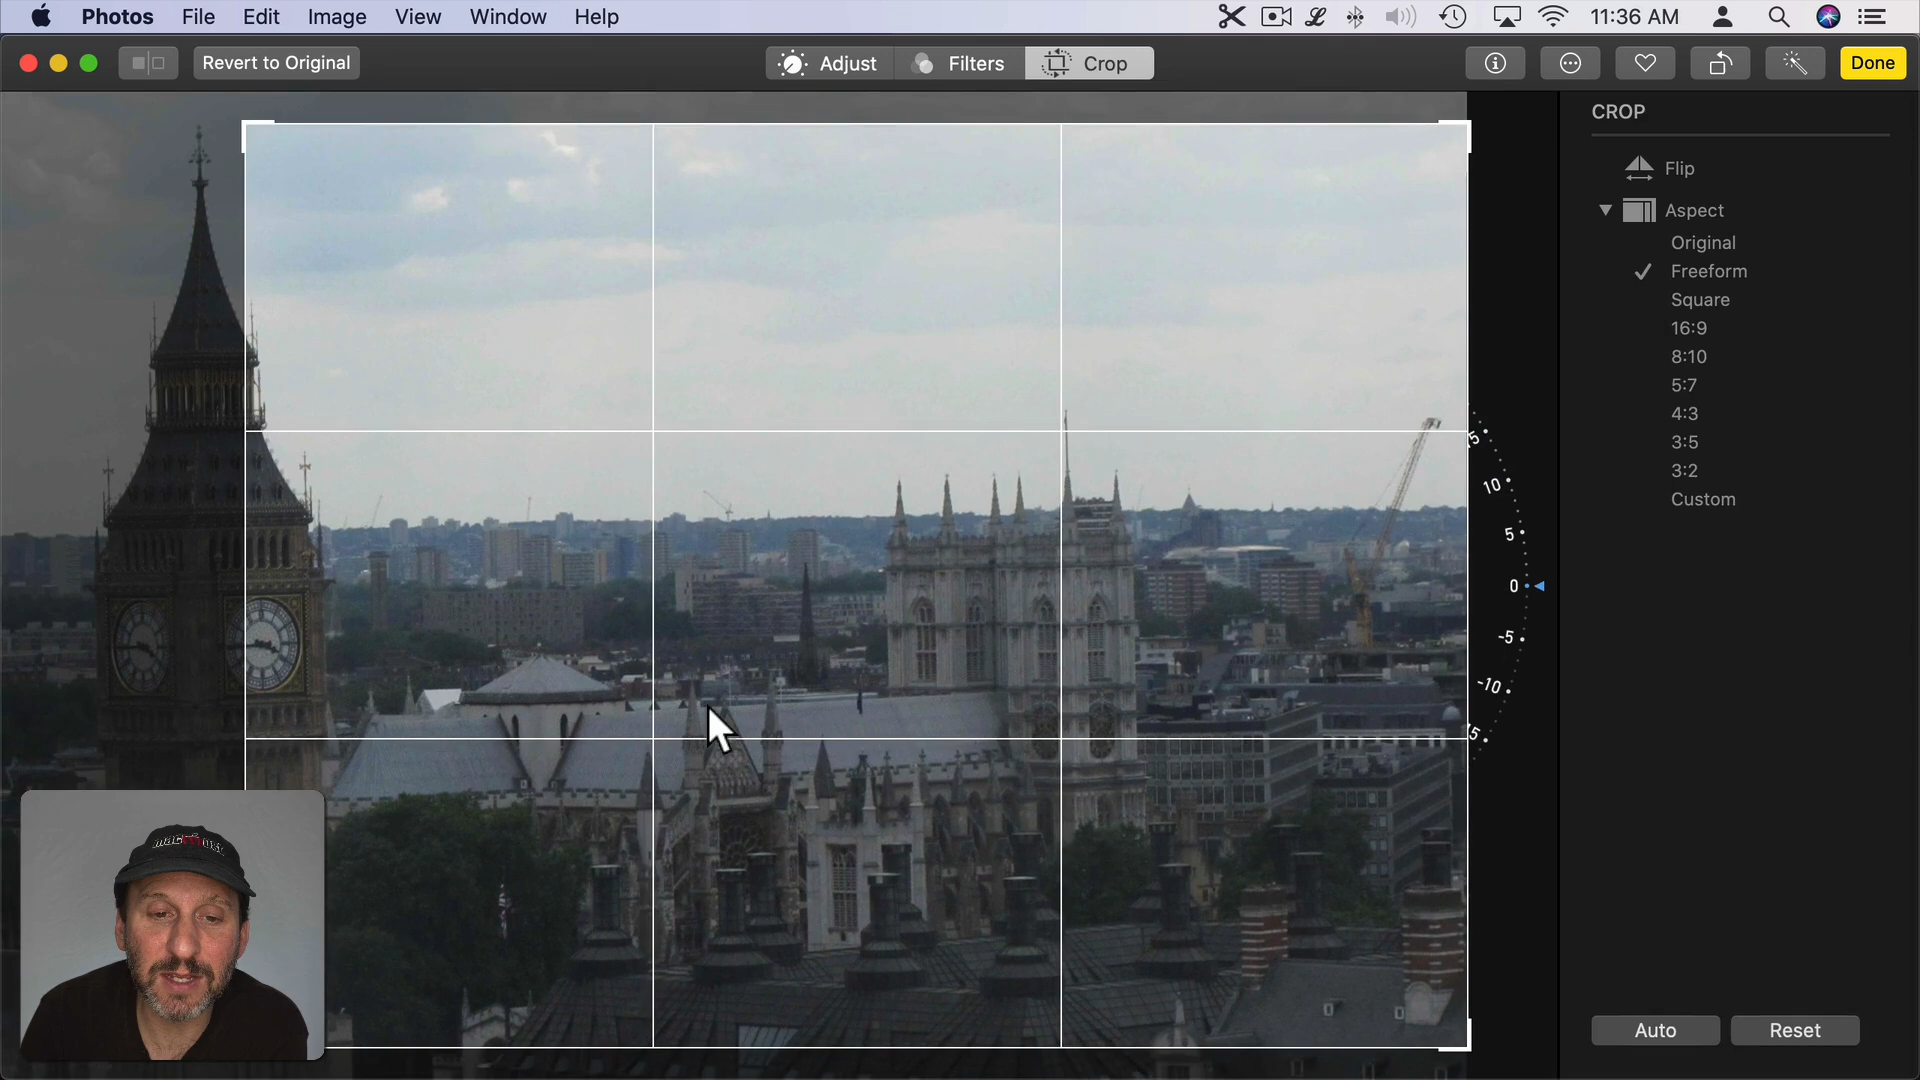 Photos File Edit Image View Window Help 11:36 AM
Revert to Original Adjust Filters Crop Done
CROP
Flip
Aspect
Original
Freeform
Square
16:9
8:10
5:7
4:3
3:5
3:2
Custom
5
10
5
0
-5
-10
5
Auto Reset